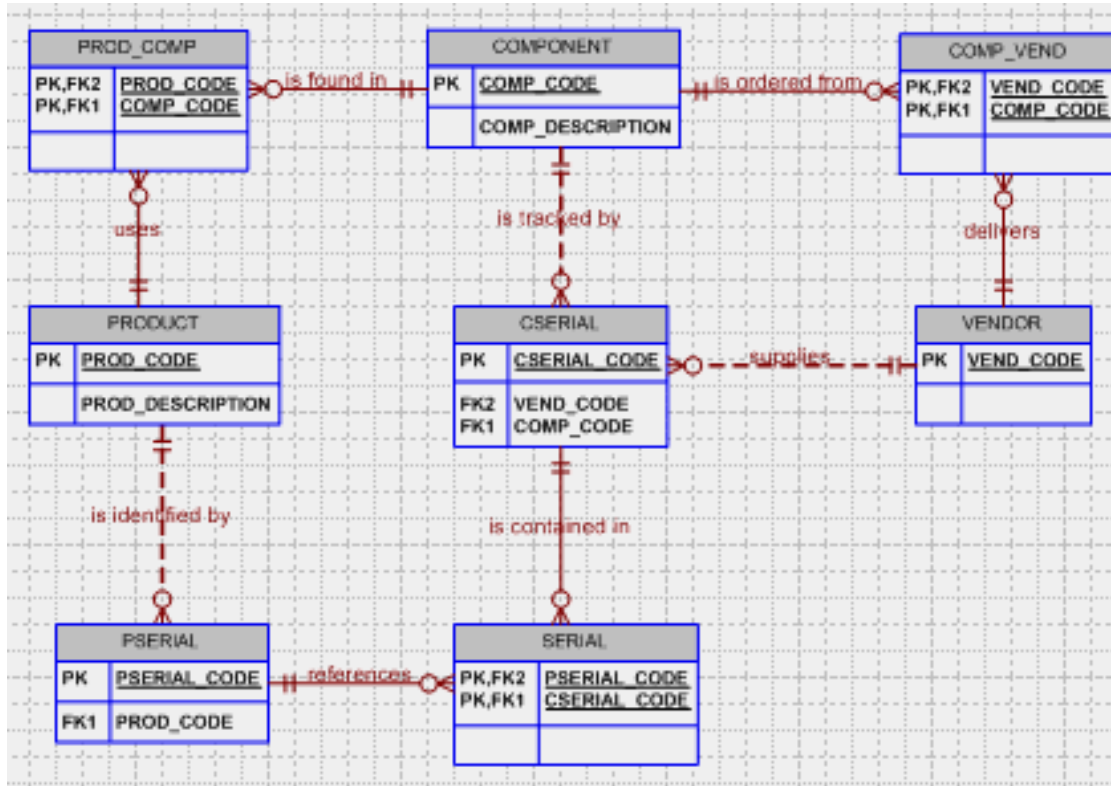 PROD_COMP
PK,FK2 PROD_CODE
PK,FK1 COMP_CODE
is found in
COMPONENT
PK COMP_CODE
COMP_DESCRIPTION
is ordered from
COMP_VEND
PK,FK2 VEND_CODE
PK,FK1 COMP_CODE
uses
is tracked by
delivers
PRODUCT
PK PROD_CODE
PROD_DESCRIPTION
CSERIAL
PK CSERIAL_CODE
FK2 VEND_CODE
FK1 COMP_CODE
supplies
VENDOR
PK VEND_CODE
is identified by
is contained in
PSERIAL
PK PSERIAL_CODE
FK1 PROD_CODE
references
SERIAL
PK,FK2 PSERIAL_CODE
PK,FK1 CSERIAL_CODE